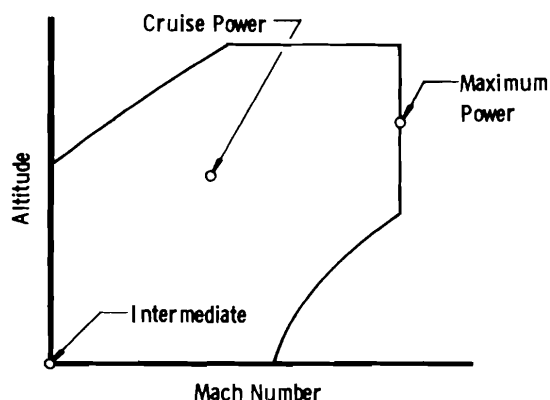 Cruise Power
Maximum
Power
Altitude
Intermediate
Mach Number